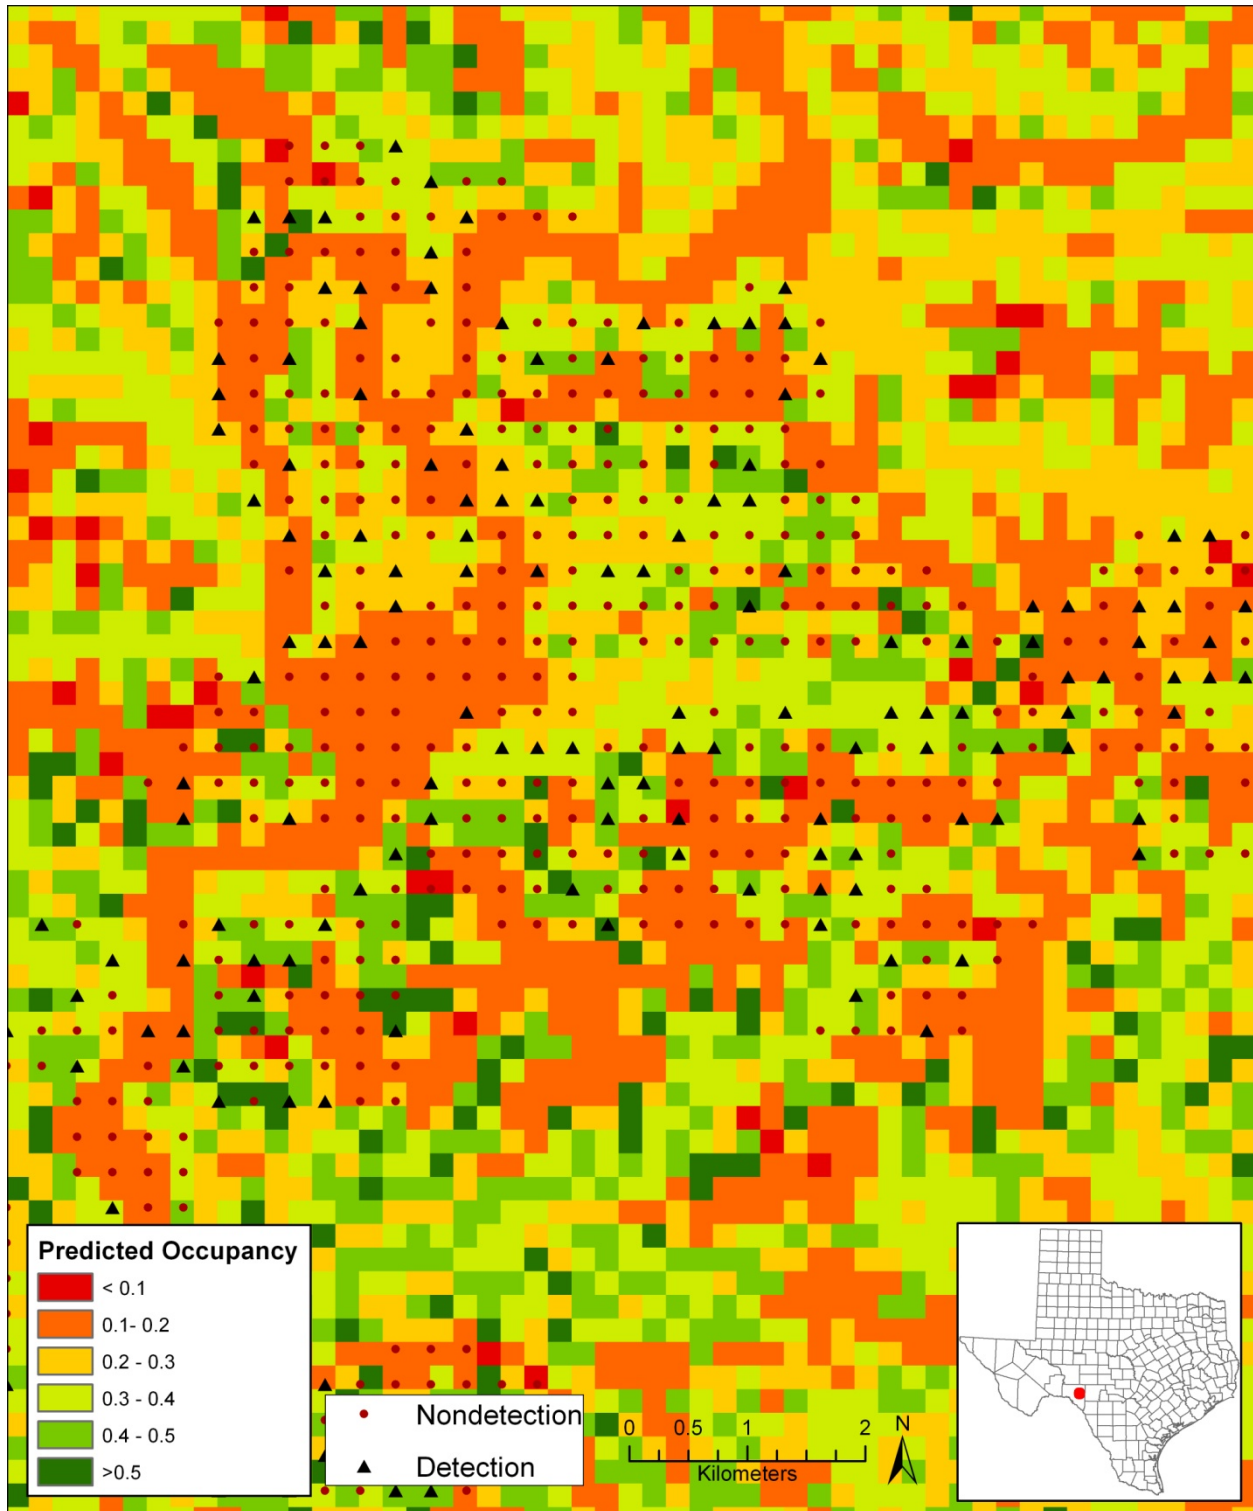 Predicted Occupancy
< 0.1
0.1- 0.2
0.2 - 0.3
0.3 - 0.4
0.4 - 0.5
>0.5
Nondetection
Detection
0 0.5 1 2
Kilometers
N